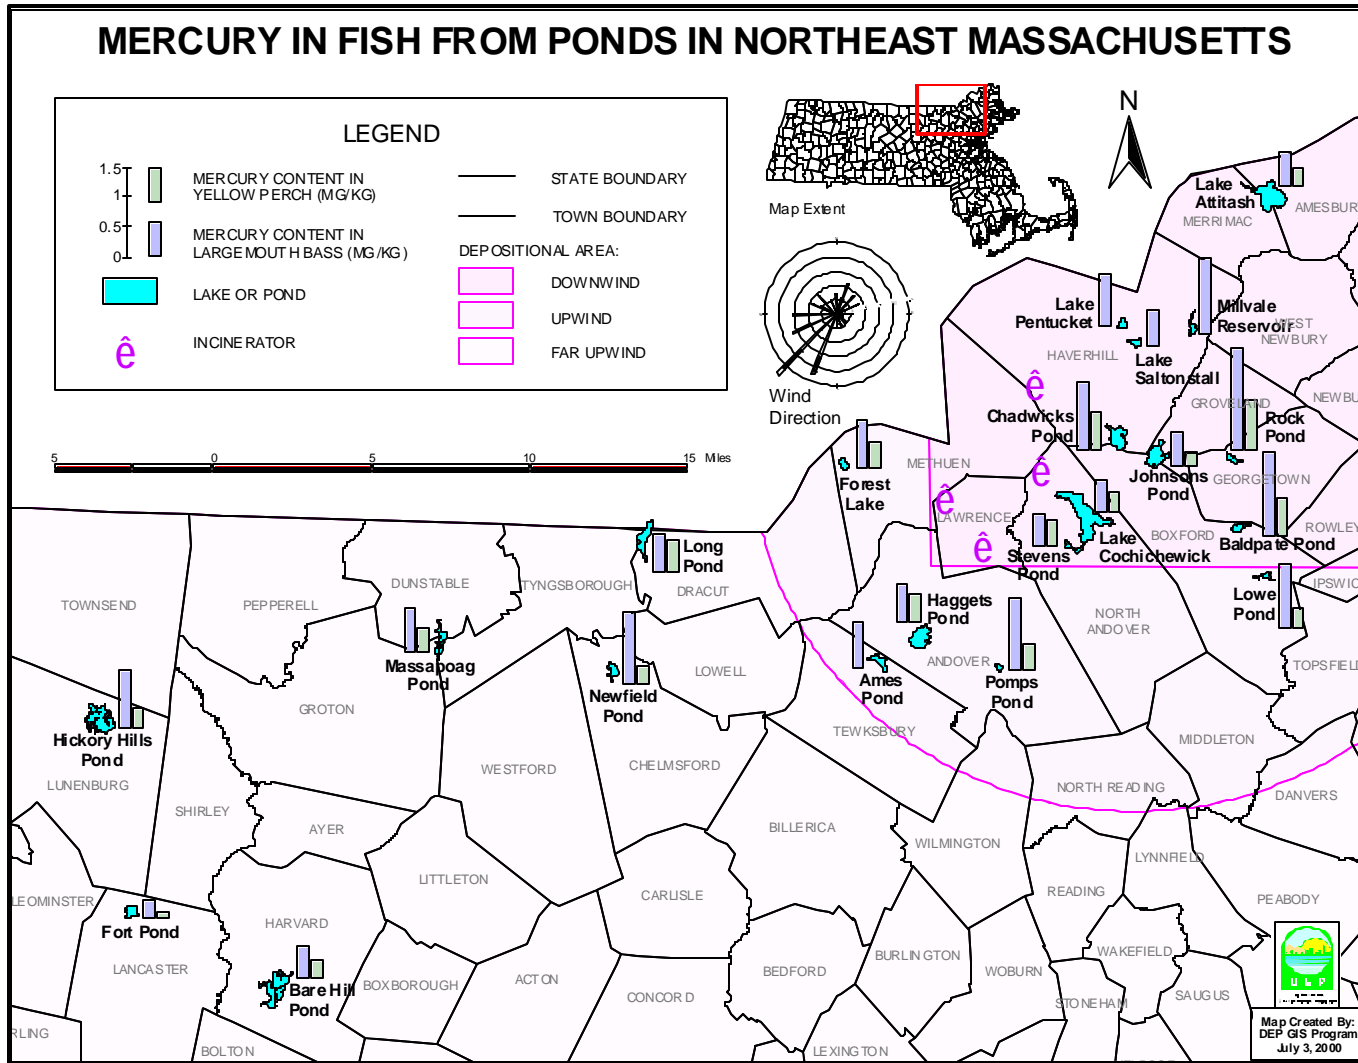 MERCURY IN FISH FROM PONDS IN NORTHEAST MASSACHUSETTS
LEGEND
1.5
1
0.5
0
MERCURY CONTENT IN
YELLOW PERCH (MG/KG)
MERCURY CONTENT IN
LARGEMOUTH BASS (MG/KG)
LAKE OR POND
ê
INCINERATOR
STATE BOUNDARY
TOWN BOUNDARY
DEPOSITIONAL AREA:
DOWNWIND
UPWIND
FAR UPWIND
Map Extent
N
Wind
Direction
5
0
5
10
15
Miles
Lake
Attitash
AMESBUR
MERRIMAC
Lake
Pentucket
Millvale
Reservoir
WEST
NEWBURY
HAVERHILL
Lake
Saltonstall
ê
GROVELAND
NEWBU
Chadwicks
Pond
Rock
Pond
METHUEN
ê
Johnsons
Pond
GEORGETOWN
Forest
Lake
ê
LAWRENCE
ê
Stevens
Pond
Lake
Cochichewick
BOXFORD
ROWLEY
Baldpate Pond
Long
Pond
DRACUT
TYNGSBOROUGH
DUNSTABLE
PEPPERELL
TOWNSEND
Haggets
Pond
NORTH
ANDOVER
Lowe
Pond
IPSWIC
Massapoag
Pond
Newfield
Pond
LOWELL
Ames
Pond
ANDOVER
Pomps
Pond
TOPSFIELD
GROTON
TEWKSBURY
MIDDLETON
Hickory Hills
Pond
LUNENBURG
WESTFORD
CHELMSFORD
NORTH READING
DANVERS
SHIRLEY
AYER
BILLERICA
WILMINGTON
LYNNFIELD
LITTLETON
CARLISLE
READING
PEABODY
LEOMINSTER
Fort Pond
HARVARD
WAKEFIELD
LANCASTER
Bare Hill
Pond
BOXBOROUGH
ACTON
CONCORD
BEDFORD
BURLINGTON
WOBURN
STONEHAM
SAUGUS
RLING
BOLTON
LEXINGTON
Map Created By:
DEP GIS Program
July 3, 2000